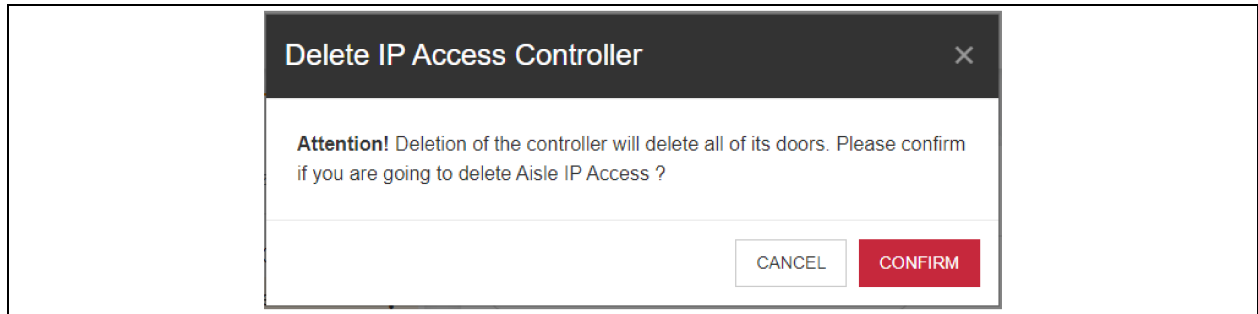 Delete IP Access Controller
×
Attention! Deletion of the controller will delete all of its doors. Please confirm
if you are going to delete Aisle IP Access ?
CANCEL
CONFIRM